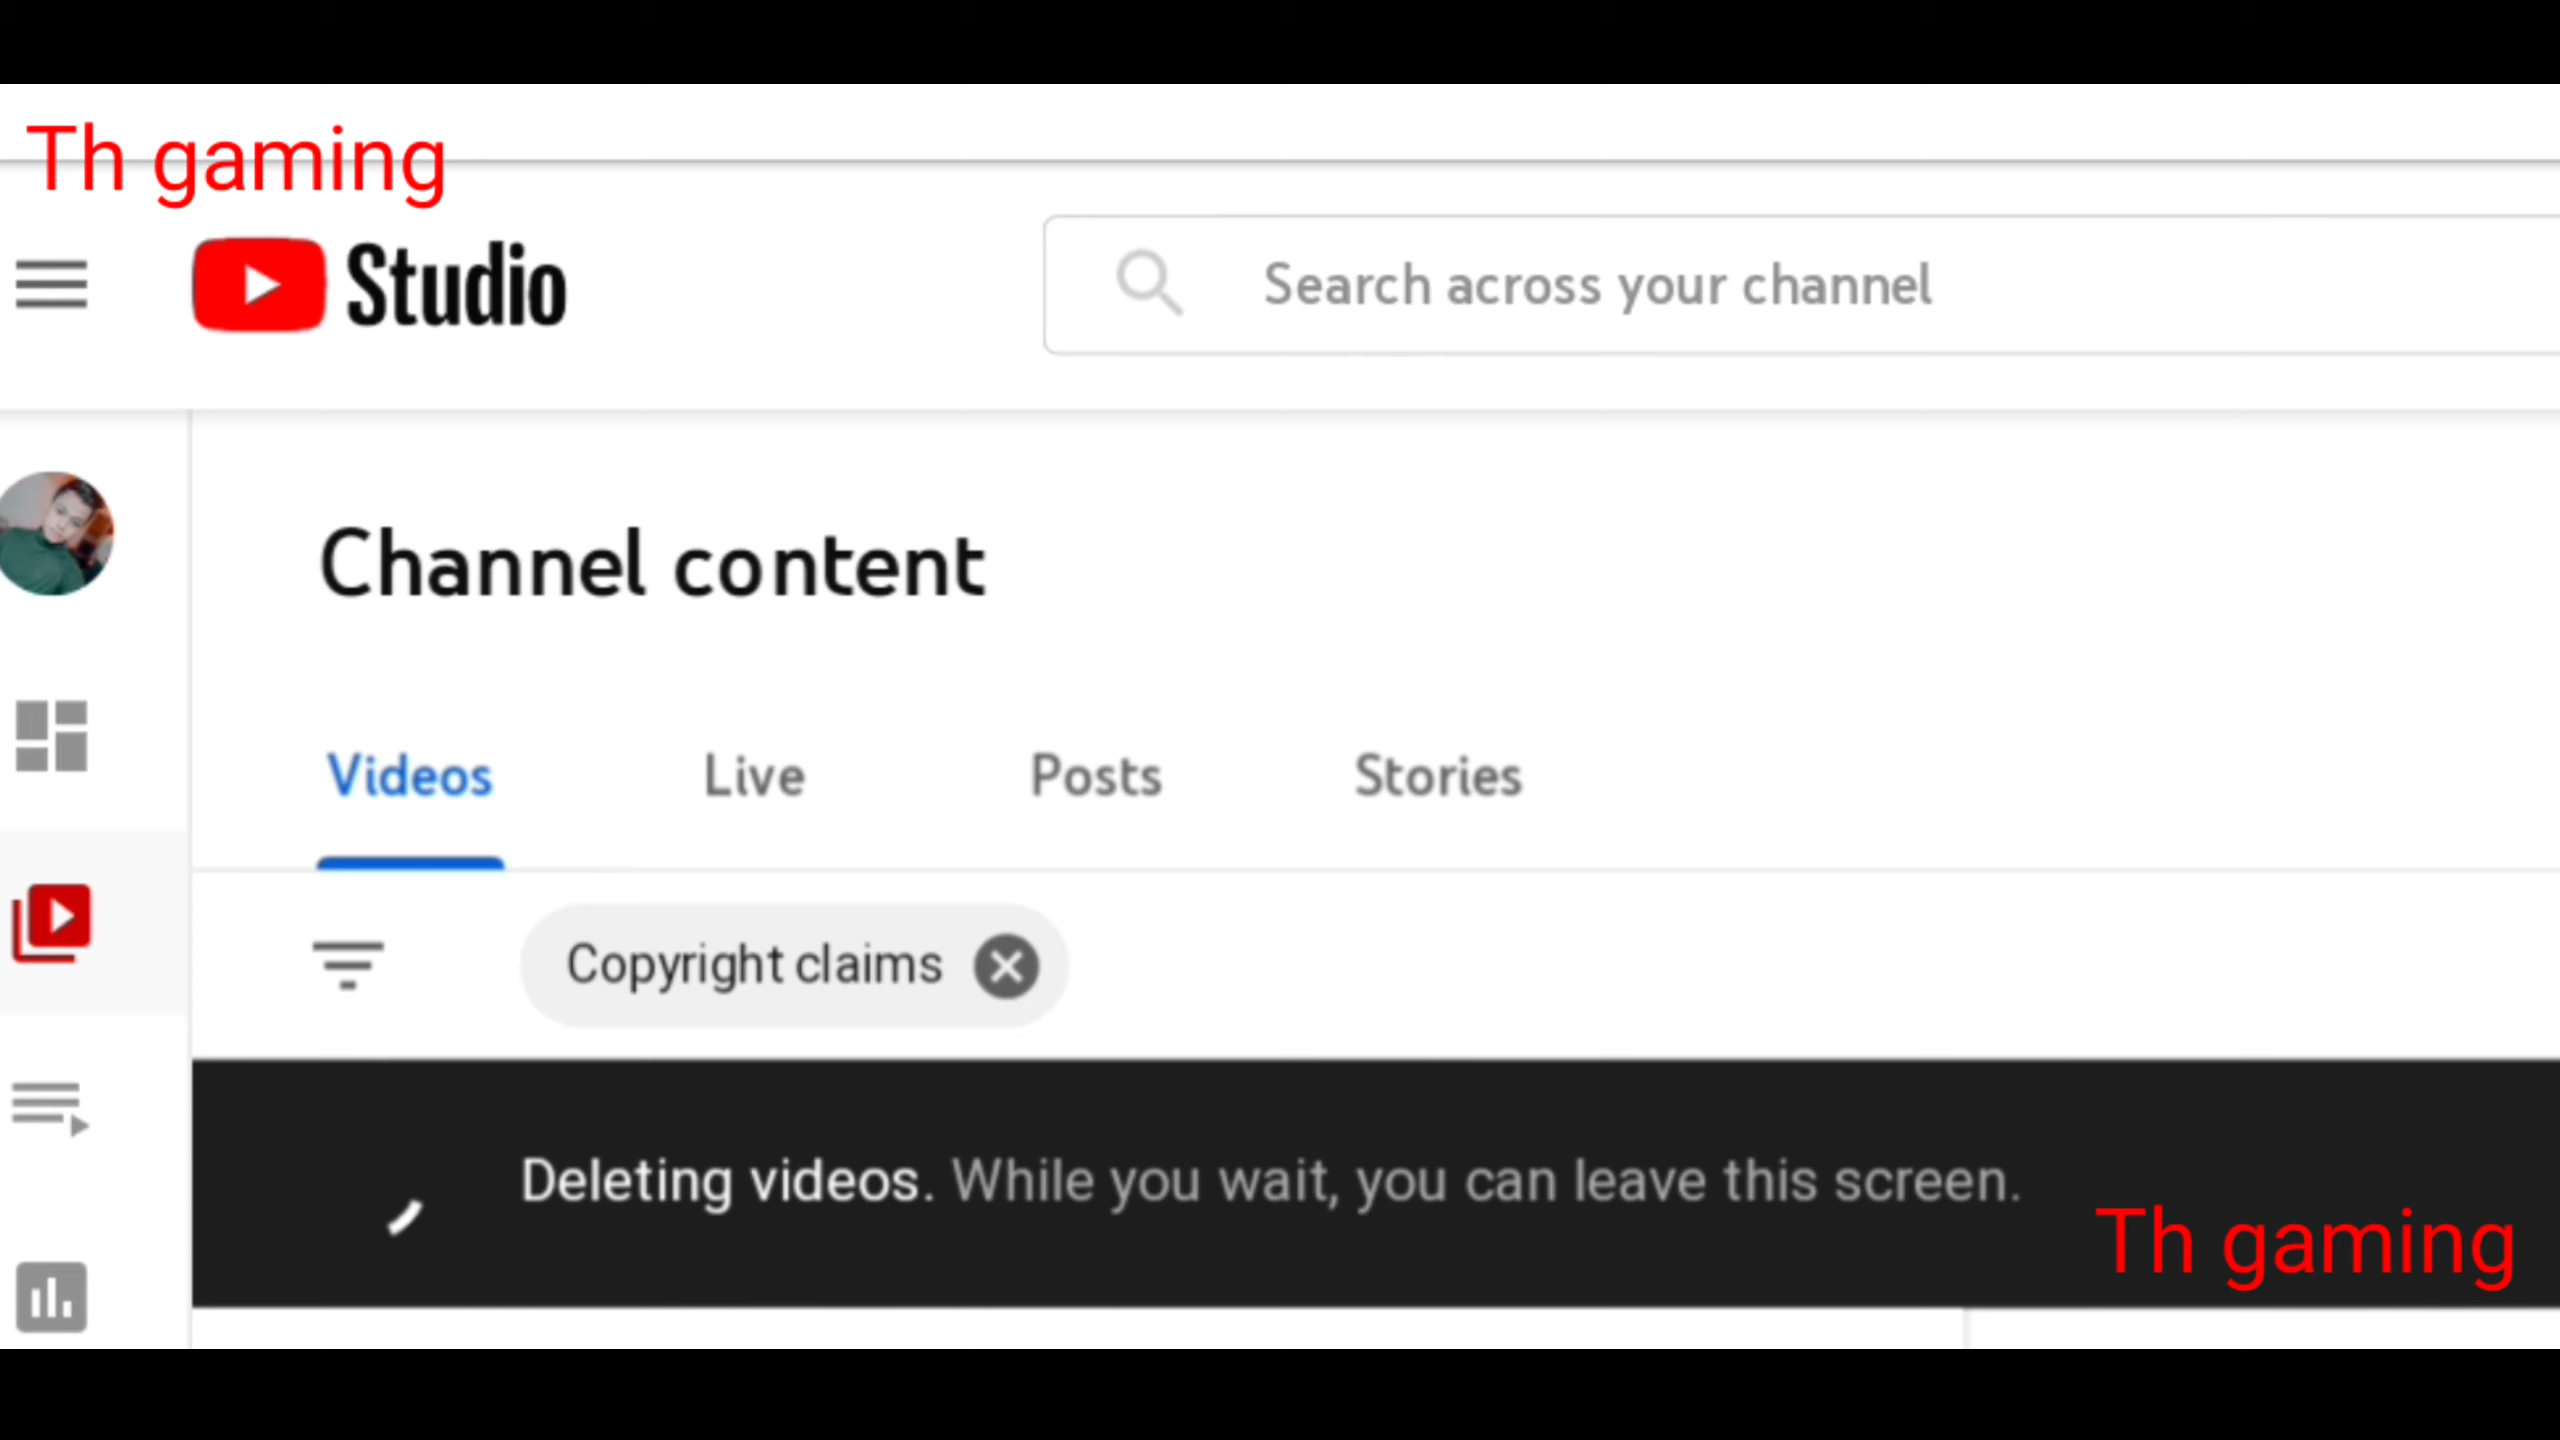 Th gaming
Studio
Search across your channel
Channel content
Videos Live Posts Stories
Copyright claims
Deleting videos. While you wait, you can leave this screen.
Th gaming